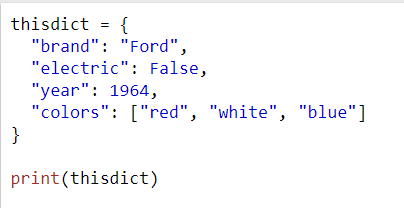 thisdict = {
  "brand": "Ford",
  "electric": False,
  "year": 1964,
  "colors": ["red", "white", "blue"]
}

print(thisdict)